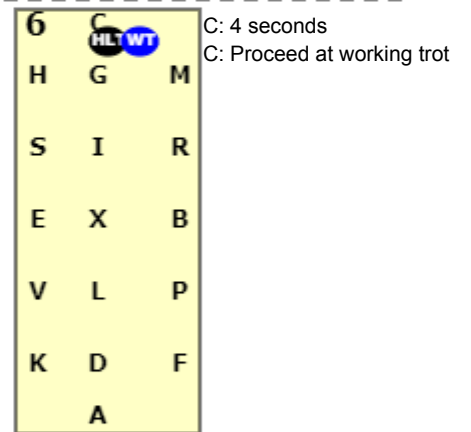 6 C C: 4 seconds
HLT WT C: Proceed at working trot
H G M
S I R
E X B
V L P
K D F
A